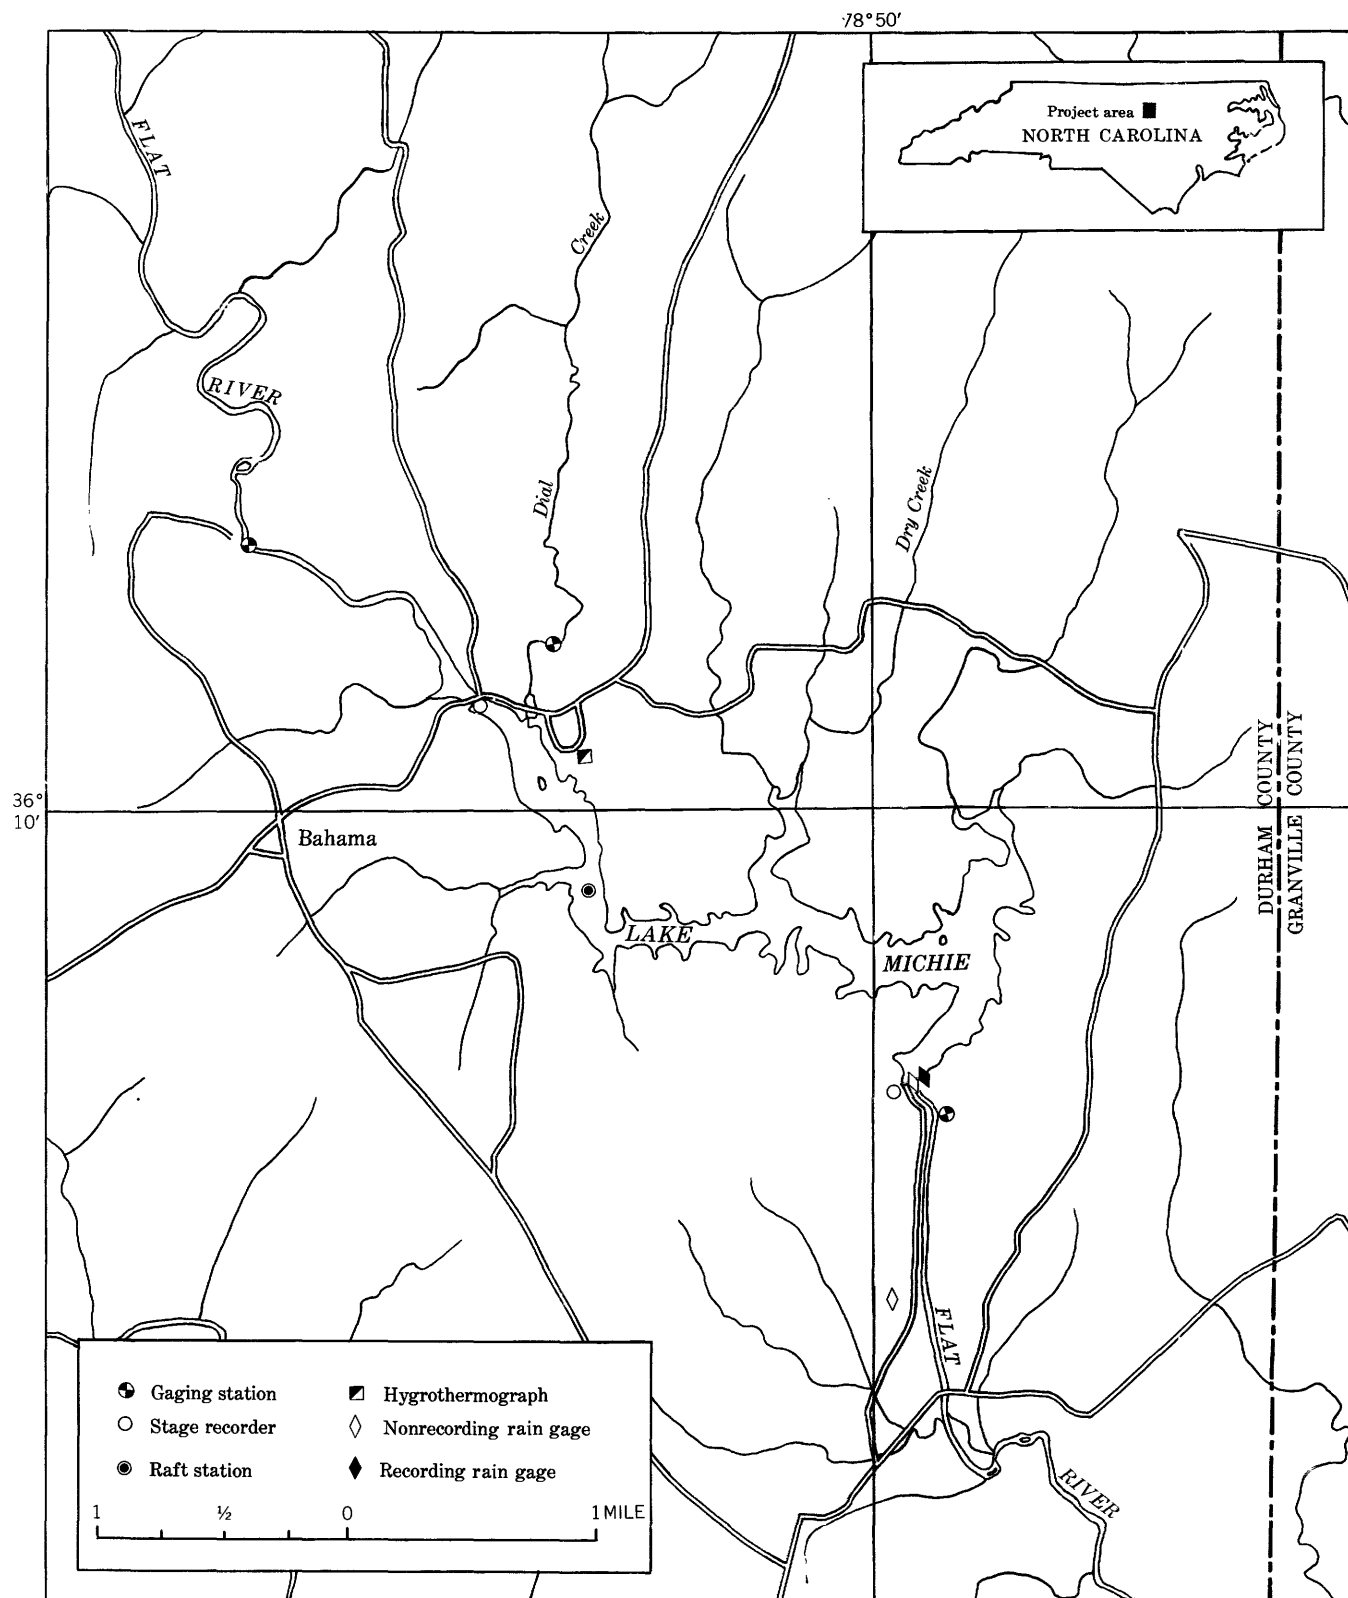 78°50′
Project area
NORTH CAROLINA
FLAT
Creek
RIVER
Dial
Dry Creek
36°
10′
Bahama
DURHAM COUNTY
GRANVILLE COUNTY
LAKE
MICHIE
FLAT
RIVER
Gaging station
Hygrothermograph
Stage recorder
Nonrecording rain gage
Raft station
Recording rain gage
1 ½ 0 1 MILE